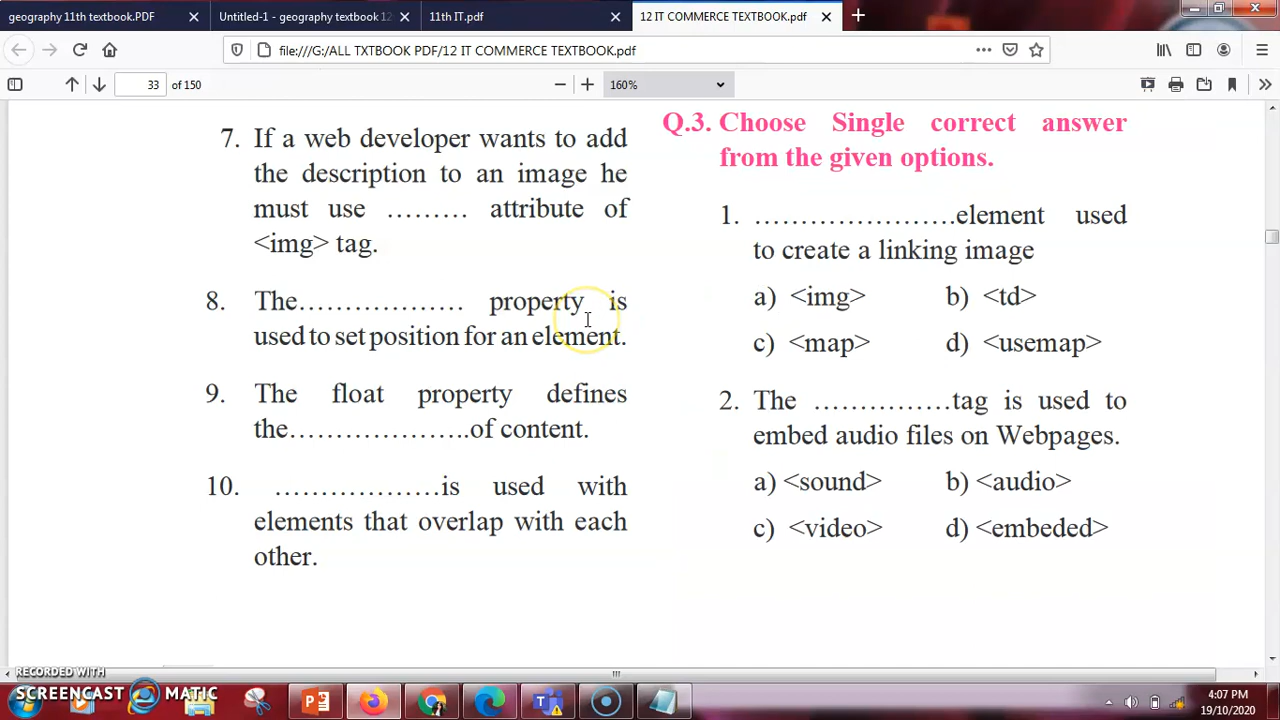 geography 11th textbook.PDF
Untitled-1 - geography textbook 12
11th IT.pdf
12 IT COMMERCE TEXTBOOK.pdf
file:///G:/ALL TXTBOOK PDF/12 IT COMMERCE TEXTBOOK.pdf
33 of 150
160%
7. If a web developer wants to add
the description to an image he
must use ……… attribute of
<img> tag.
8. The……………… property is
used to set position for an element.
9. The float property defines
the………………..of content.
10. ………………is used with
elements that overlap with each
other.
Q.3. Choose Single correct answer
from the given options.
1. ………………….element used
to create a linking image
a) <img> b) <td>
c) <map> d) <usemap>
2. The ……………tag is used to
embed audio files on Webpages.
a) <sound> b) <audio>
c) <video> d) <embeded>
RECORDED WITH
SCREENCAST MATIC
4:07 PM
19/10/2020